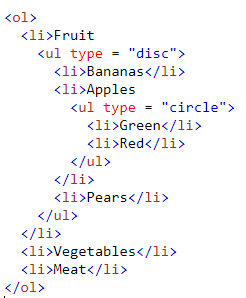 <ol>
  <li>Fruit
    <ul type = "disc">
      <li>Bananas</li>
      <li>Apples
        <ul type = "circle">
          <li>Green</li>
          <li>Red</li>
        </ul>
      </li>
      <li>Pears</li>
    </ul>
  </li>
  <li>Vegetables</li>
  <li>Meat</li>
</ol>